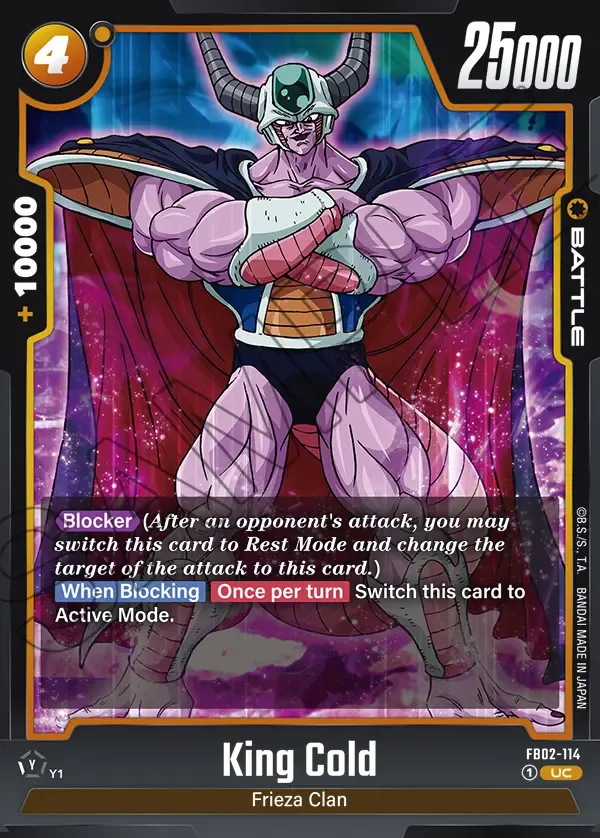 4
25000
+ 10000
BATTLE
Blocker (After an opponent's attack, you may
switch this card to Rest Mode and change the
target of the attack to this card.)
When Blocking Once per turn Switch this card to
Active Mode.
©B.S./S., T.A. BANDAI MADE IN JAPAN
Y Y1
King Cold
FB02-114
1 UC
Frieza Clan